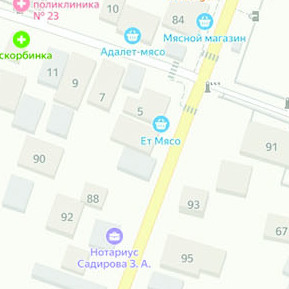 поликлиника
№ 23
10
84
Мясной магазин
Адалет-мясо
скорбинка
11
9
7
5
Ет Мясо
91
90
88
93
92
Нотариус
Садирова З. А.
67
95